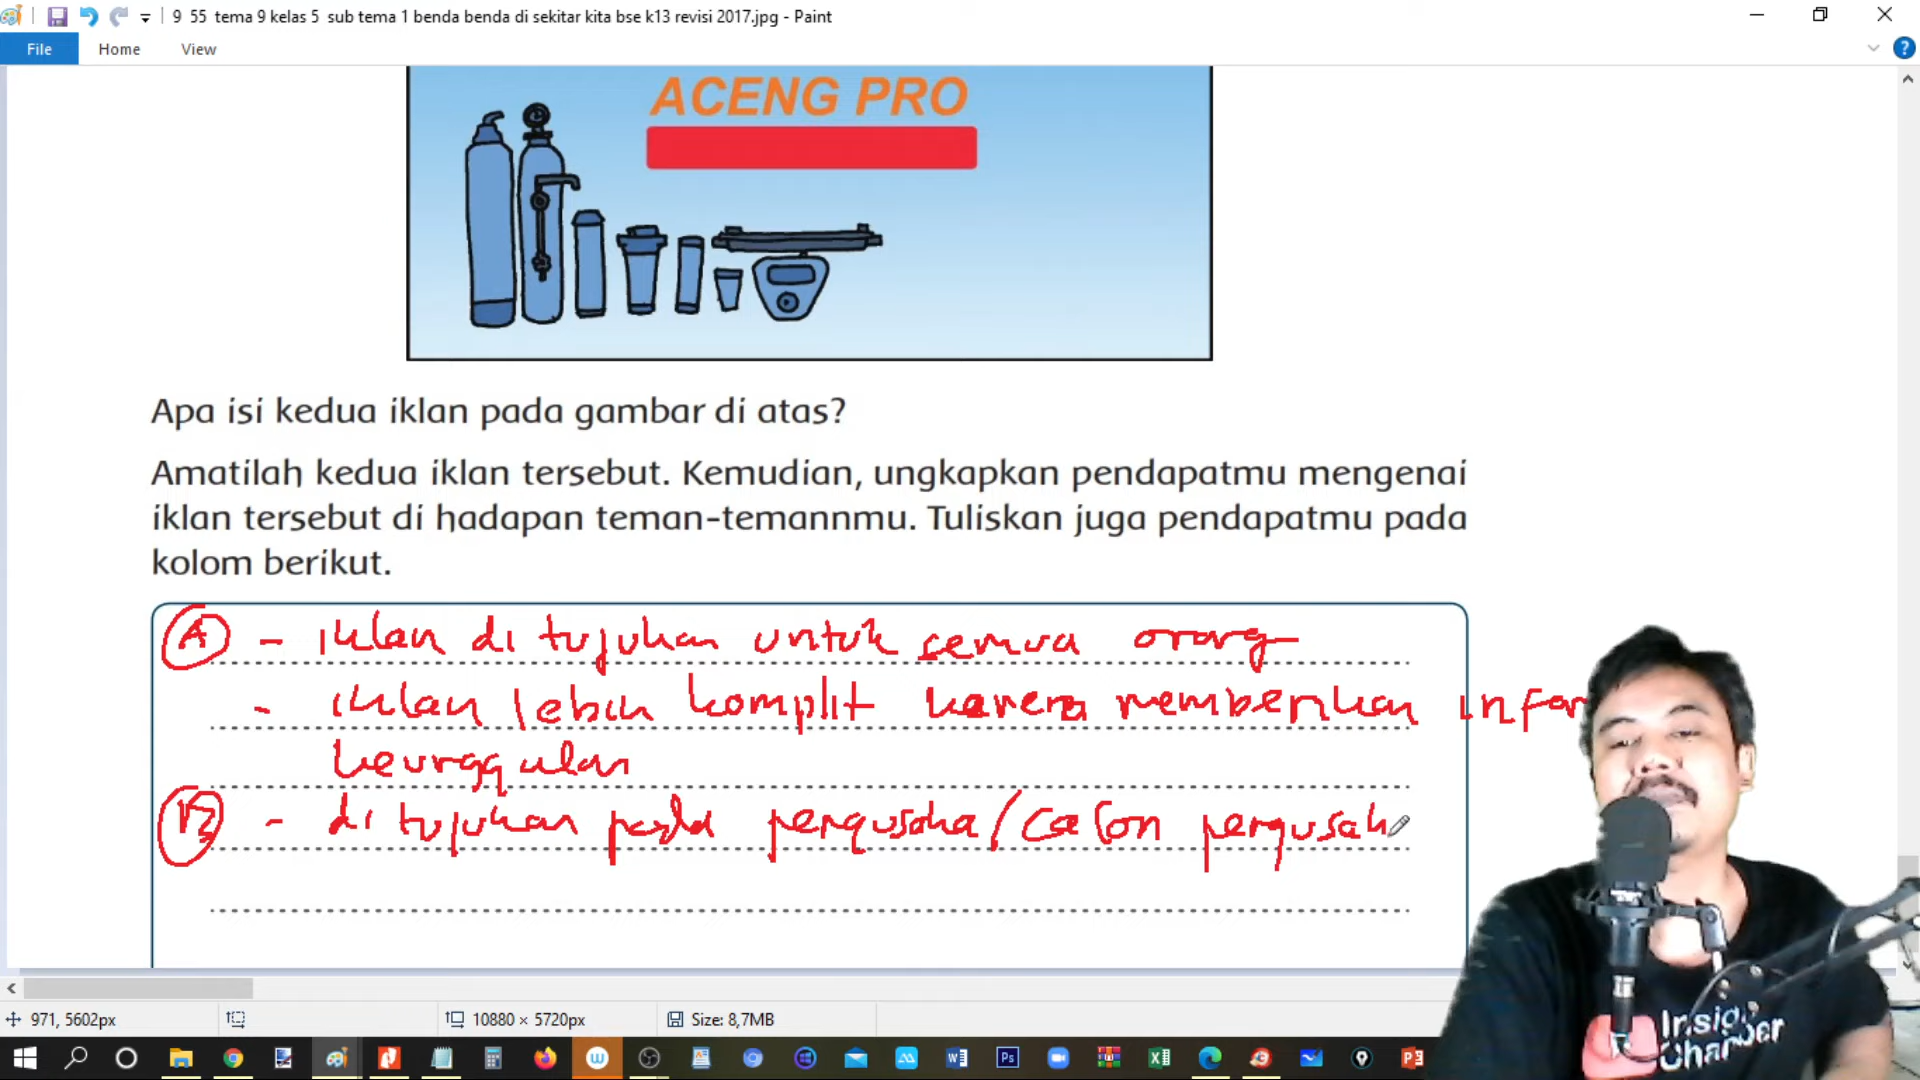 9 55 tema 9 kelas 5 sub tema 1 benda benda di sekitar kita bse k13 revisi 2017.jpg - Paint
File Home View
ACENG PRO
Apa isi kedua iklan pada gambar di atas?
Amatilah kedua iklan tersebut. Kemudian, ungkapkan pendapatmu mengenai
iklan tersebut di hadapan teman-temannmu. Tuliskan juga pendapatmu pada
kolom berikut.
A - iklan di tujukan untuk semua orang
- iklan lebih komplit karena memberikan infor
keunggulan
B - di tujukan pada pengusaha/calon pengusah
971, 5602px
10880 × 5720px
Size: 8,7MB
Insight
Chamber